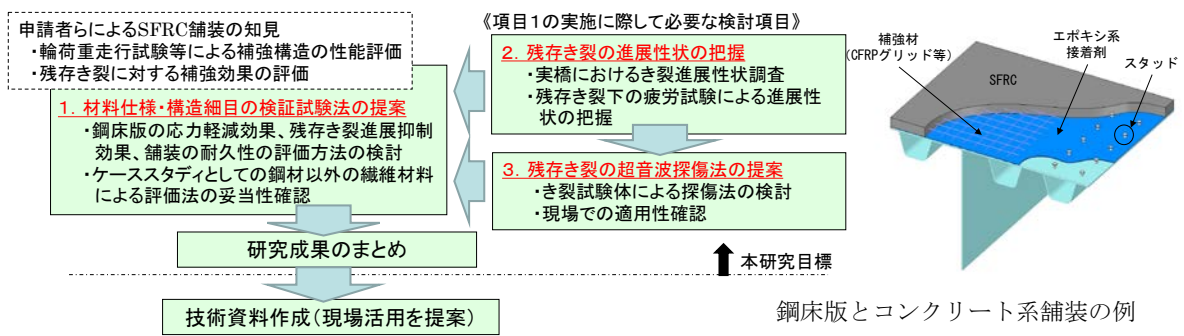 申請者らによるSFRC舗装の知見
・輪荷重走行試験等による補強構造の性能評価
・残存き裂に対する補強効果の評価
1. 材料仕様・構造細目の検証試験法の提案
・鋼床版の応力軽減効果、残存き裂進展抑制
効果、舗装の耐久性の評価方法の検討
・ケーススタディとしての鋼材以外の繊維材料
による評価法の妥当性確認
《項目1の実施に際して必要な検討項目》
2. 残存き裂の進展性状の把握
・実橋におけるき裂進展性状調査
・残存き裂下の疲労試験による進展性
状の把握
3. 残存き裂の超音波探傷法の提案
・き裂試験体による探傷法の検討
・現場での適用性確認
研究成果のまとめ
本研究目標
技術資料作成(現場活用を提案)
補強材
(CFRPグリッド等)
エポキシ系
接着剤
スタッド
SFRC
鋼床版とコンクリート系舗装の例